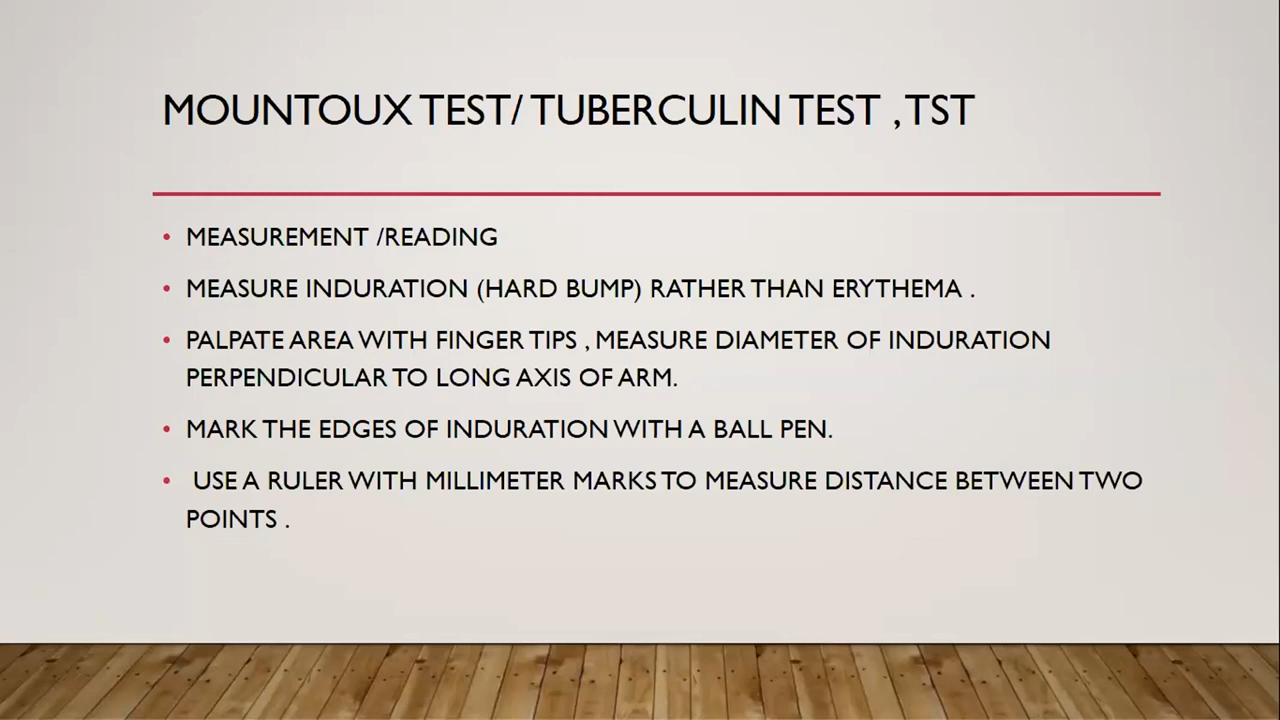 MOUNTOUX TEST/ TUBERCULIN TEST , TST
• MEASUREMENT /READING
• MEASURE INDURATION (HARD BUMP) RATHER THAN ERYTHEMA .
• PALPATE AREA WITH FINGER TIPS , MEASURE DIAMETER OF INDURATION
PERPENDICULAR TO LONG AXIS OF ARM.
• MARK THE EDGES OF INDURATION WITH A BALL PEN.
• USE A RULER WITH MILLIMETER MARKS TO MEASURE DISTANCE BETWEEN TWO
POINTS .